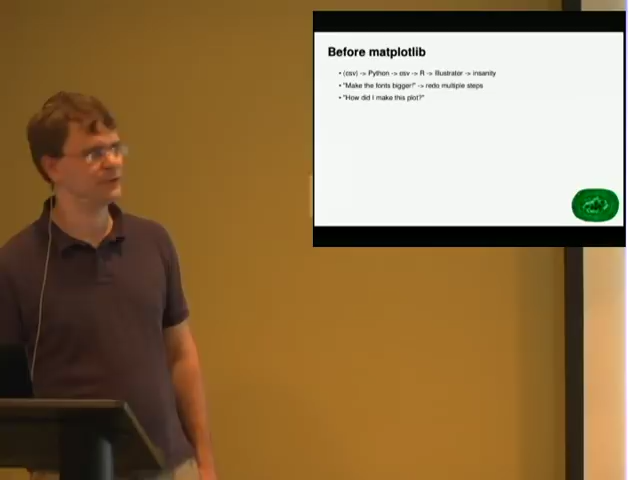 Before matplotlib
• (csv) -> Python -> csv -> R -> Illustrator -> insanity
• "Make the fonts bigger!" -> redo multiple steps
• "How did I make this plot?"